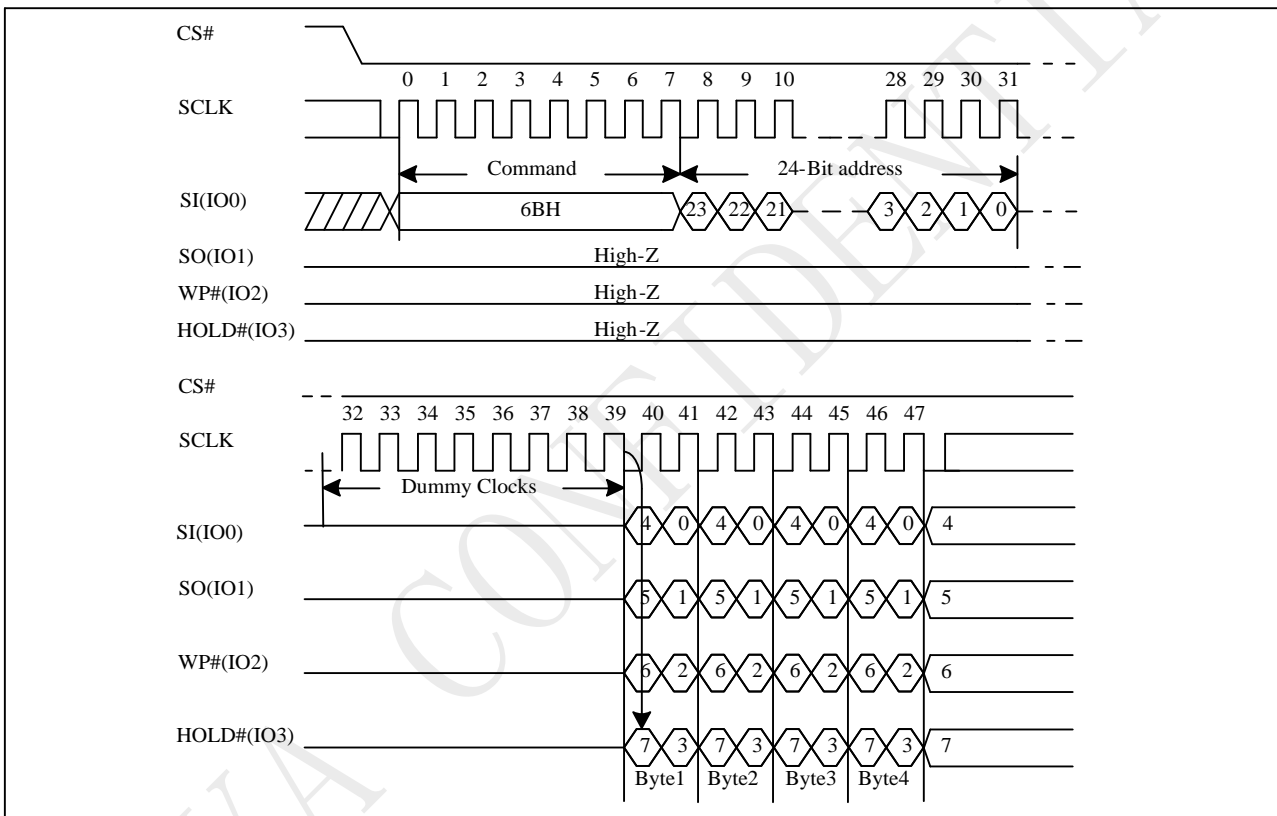 CS#
0 1 2 3 4 5 6 7 8 9 10 28 29 30 31
SCLK
Command 24-Bit address
SI(IO0) 6BH 23 22 21 3 2 1 0
SO(IO1) High-Z
WP#(IO2) High-Z
HOLD#(IO3) High-Z
CS#
32 33 34 35 36 37 38 39 40 41 42 43 44 45 46 47
SCLK
Dummy Clocks
SI(IO0) 4 0 4 0 4 0 4 0 4
SO(IO1) 5 1 5 1 5 1 5 1 5
WP#(IO2) 6 2 6 2 6 2 6 2 6
HOLD#(IO3) 7 3 7 3 7 3 7 3 7
Byte1 Byte2 Byte3 Byte4